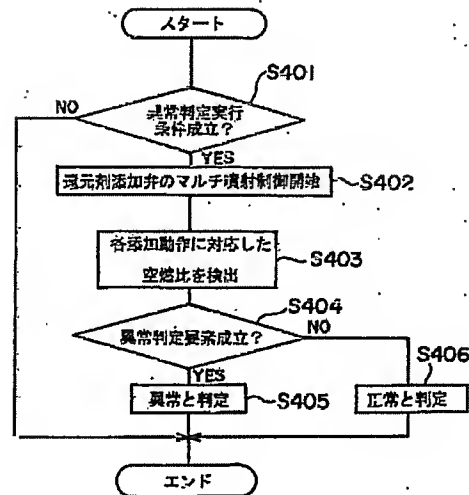 スタート
S401
NO
異常判定実行
条件成立?
YES
還元剤添加弁のマルチ噴射制御開始
S402
各添加動作に対応した
空燃比を検出
S403
S404
異常判定要素成立?
NO
YES
S406
異常と判定
S405
正常と判定
エンド